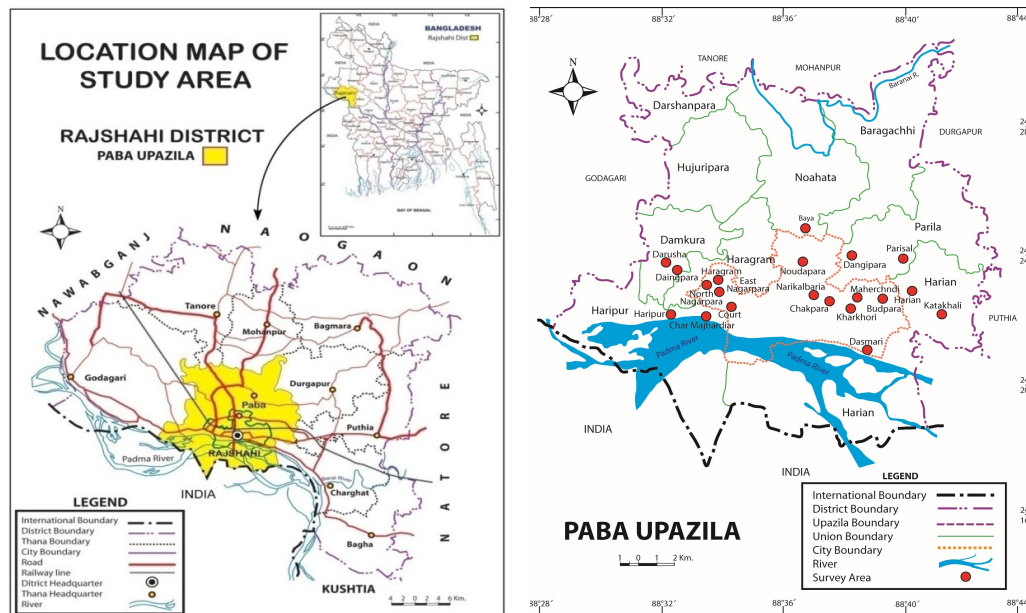 LOCATION MAP OF
STUDY AREA
RAJSHAHI DISTRICT
PABA UPAZILA
BANGLADESH
Rajshahi Dist
INDIA
INDIA
INDIA
INDIA
BAY OF BENGAL
NAWABGANJ
NAOGAON
NATORE
Tanore
Mohanpur
Bagmara
Godagari
Durgapur
Paba
Puthia
RAJSHAHI
Padma River
INDIA
Charghat
Bagha
KUSHTIA
LEGEND
International Boundary
District Boundary
Thana Boundary
City Boundary
Road
Railway line
Ditrict Headquarter
Thana Headquarter
River
4 2 0 2 4 6 Km.
88°28'
88°32'
88°36'
88°40'
88°44'
TANORE
MOHANPUR
Baranai R.
Darshanpara
Baragachhi
DURGAPUR
Hujuripara
GODAGARI
Noahata
Baya
Parila
Damkura
Darusha
Haragram
Parisal
Daingpara
Haragram
Noudapara
Dangipara
East
Nagarpara
North
Nagarpara
Narikalbaria
Maherchndi
Harian
Harian
Haripur
Haripur
Court
Chakpara
Budpara
Katakhali
Char Majhardiar
Kharkhori
PUTHIA
Padma River
Padma River
Dasmari
Harian
INDIA
INDIA
LEGEND
International Boundary
District Boundary
Upazila Boundary
Union Boundary
City Boundary
River
Survey Area
PABA UPAZILA
1 0 1 2 Km.
88°28'
88°32'
88°36'
88°40'
88°44'